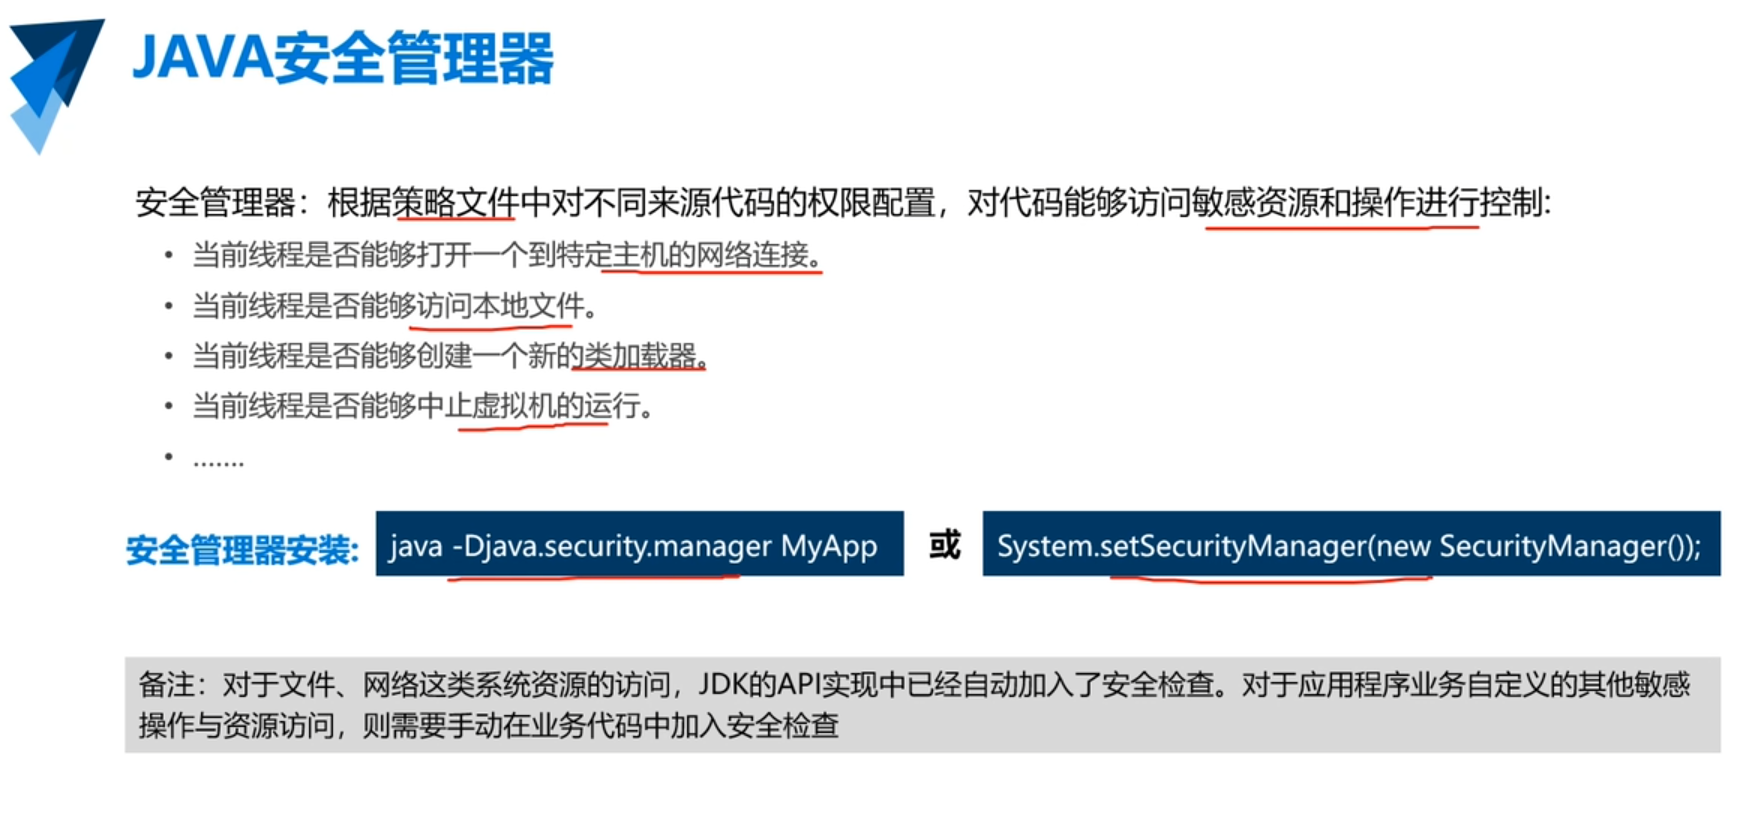 JAVA安全管理器
安全管理器：根据策略文件中对不同来源代码的权限配置，对代码能够访问敏感资源和操作进行控制:
• 当前线程是否能够打开一个到特定主机的网络连接。
• 当前线程是否能够访问本地文件。
• 当前线程是否能够创建一个新的类加载器。
• 当前线程是否能够中止虚拟机的运行。
• .......
安全管理器安装: java -Djava.security.manager MyApp 或 System.setSecurityManager(new SecurityManager());
备注：对于文件、网络这类系统资源的访问，JDK的API实现中已经自动加入了安全检查。对于应用程序业务自定义的其他敏感
操作与资源访问，则需要手动在业务代码中加入安全检查